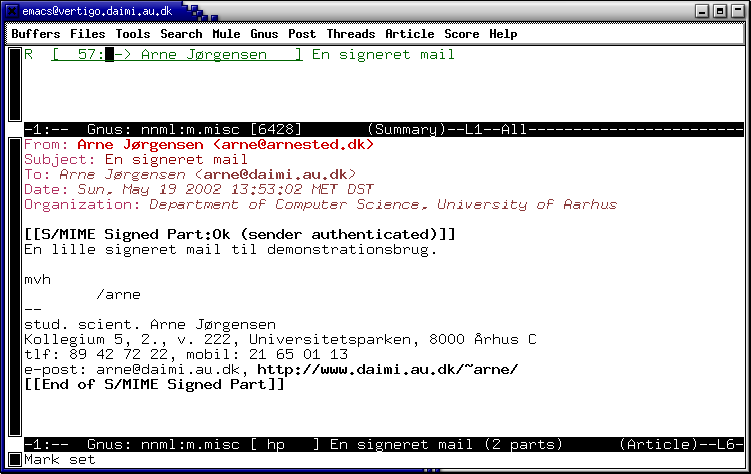 emacs@vertigo.daimi.au.dk
Buffers Files Tools Search Mule Gnus Post Threads Article Score Help
R  [  57: -> Arne Jørgensen   ] En signeret mail
-1:--  Gnus: nnml:m.misc [6428]      (Summary)--L1--All-------------------------
From: Arne Jørgensen <arne@arnested.dk>
Subject: En signeret mail
To: Arne Jørgensen <arne@daimi.au.dk>
Date: Sun, May 19 2002 13:53:02 MET DST
Organization: Department of Computer Science, University of Aarhus
[[S/MIME Signed Part:Ok (sender authenticated)]]
En lille signeret mail til demonstrationsbrug.
mvh
/arne
--
stud. scient. Arne Jørgensen
Kollegium 5, 2., v. 222, Universitetsparken, 8000 Århus C
tlf: 89 42 72 22, mobil: 21 65 01 13
e-post: arne@daimi.au.dk, http://www.daimi.au.dk/~arne/
[[End of S/MIME Signed Part]]
-1:--  Gnus: nnml:m.misc [ hp   ] En signeret mail (2 parts)      (Article)--L6-
Mark set